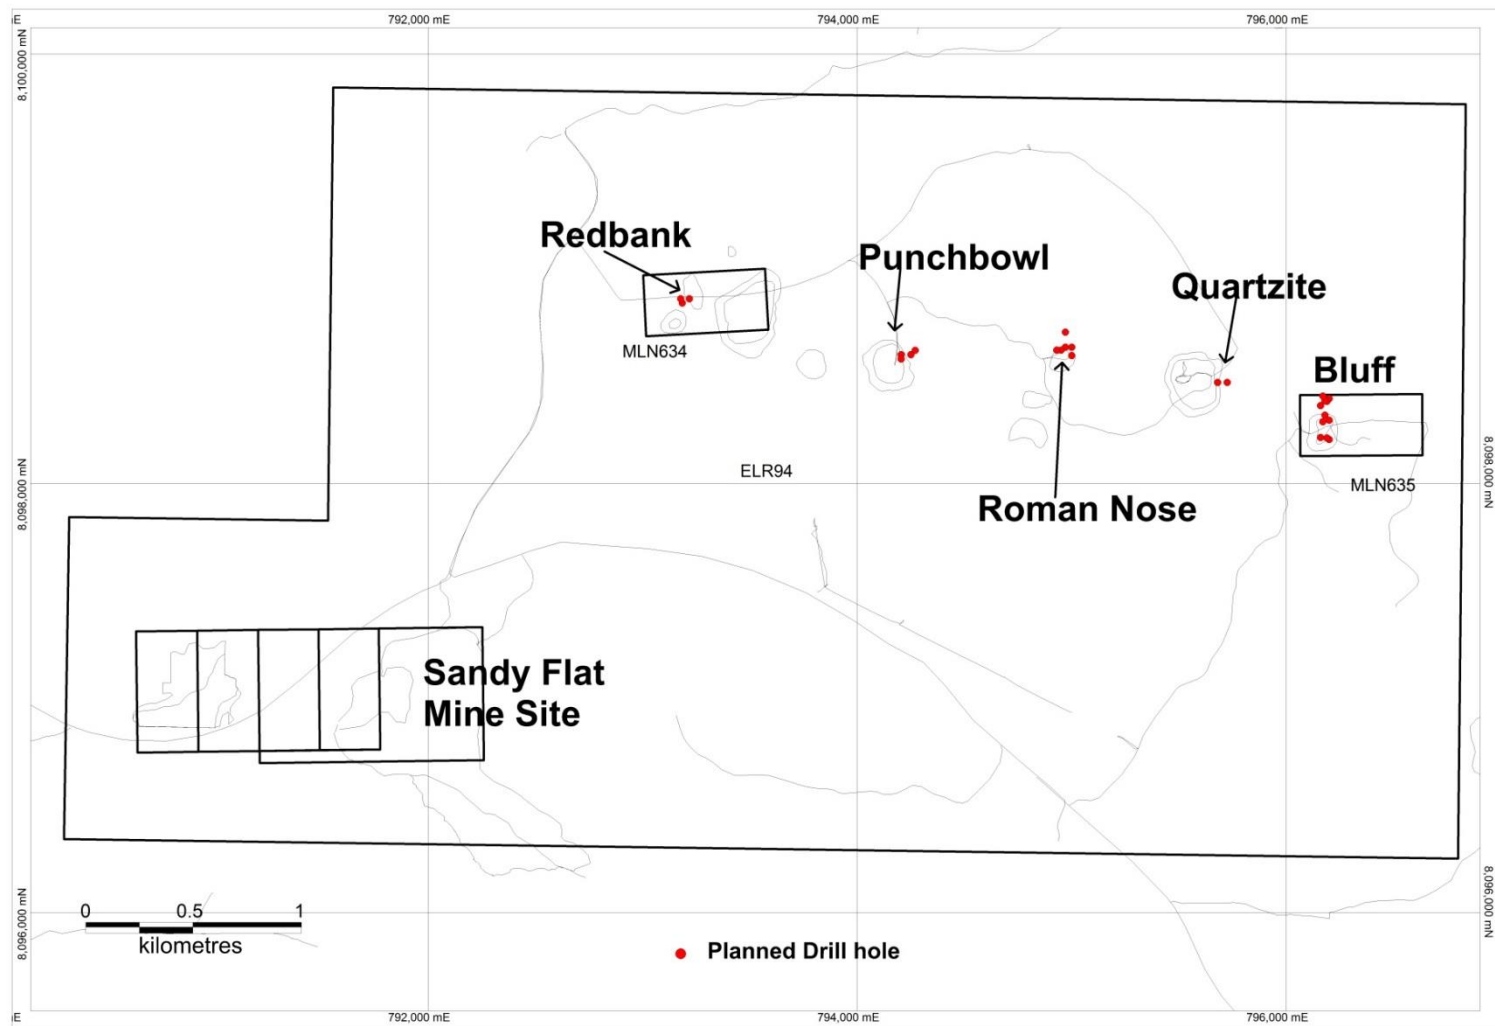 E
792,000 mE
794,000 mE
796,000 mE
8,100,000 mN
Redbank
Punchbowl
Quartzite
MLN634
Bluff
8,098,000 mN
ELR94
8,098,000 mN
MLN635
Roman Nose
Sandy Flat
Mine Site
8,096,000 mN
8,096,000 mN
0 0.5 1
kilometres
Planned Drill hole
E
792,000 mE
794,000 mE
796,000 mE